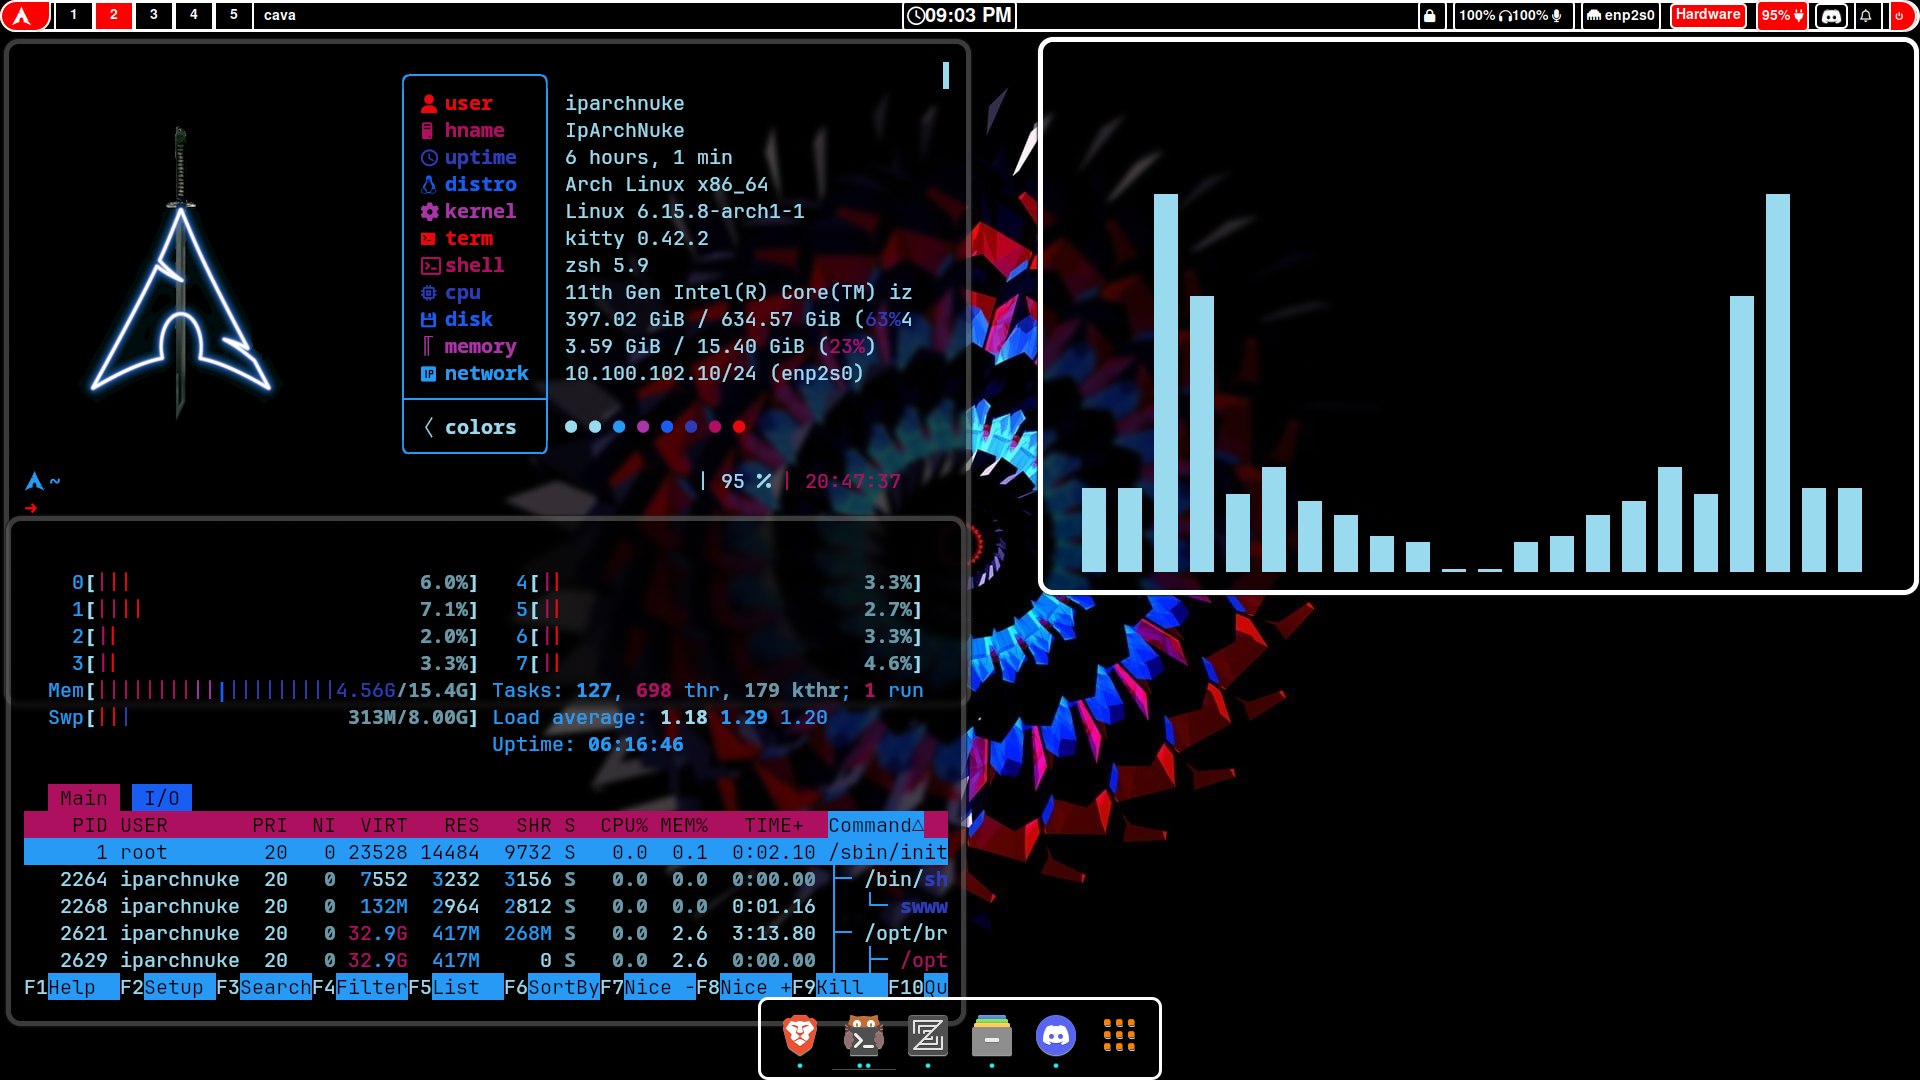 1 2 3 4 5 cava 09:03 PM 100% 100% enp2s0 Hardware 95%
user iparchnuke
hname IpArchNuke
uptime 6 hours, 1 min
distro Arch Linux x86_64
kernel Linux 6.15.8-arch1-1
term kitty 0.42.2
shell zsh 5.9
cpu 11th Gen Intel(R) Core(TM) iz
disk 397.02 GiB / 634.57 GiB (63%4
memory 3.59 GiB / 15.40 GiB (23%)
network 10.100.102.10/24 (enp2s0)
colors
~ | 95 % | 20:47:37
→
0[||| 6.0%] 4[|| 3.3%]
1[|||| 7.1%] 5[|| 2.7%]
2[|| 2.0%] 6[|| 3.3%]
3[|| 3.3%] 7[|| 4.6%]
Mem[||||||||||||||||||||4.56G/15.4G] Tasks: 127, 698 thr, 179 kthr; 1 run
Swp[||| 313M/8.00G] Load average: 1.18 1.29 1.20
Uptime: 06:16:46
Main I/O
PID USER PRI NI VIRT RES SHR S CPU% MEM% TIME+ Command△
1 root 20 0 23528 14484 9732 S 0.0 0.1 0:02.10 /sbin/init
2264 iparchnuke 20 0 7552 3232 3156 S 0.0 0.0 0:00.00 ├─ /bin/sh
2268 iparchnuke 20 0 132M 2964 2812 S 0.0 0.0 0:01.16 │ └─ swww
2621 iparchnuke 20 0 32.9G 417M 268M S 0.0 2.6 3:13.80 ├─ /opt/br
2629 iparchnuke 20 0 32.9G 417M 0 S 0.0 2.6 0:00.00 │ ├─ /opt
F1Help F2Setup F3SearchF4FilterF5List F6SortByF7Nice -F8Nice +F9Kill F10Qu